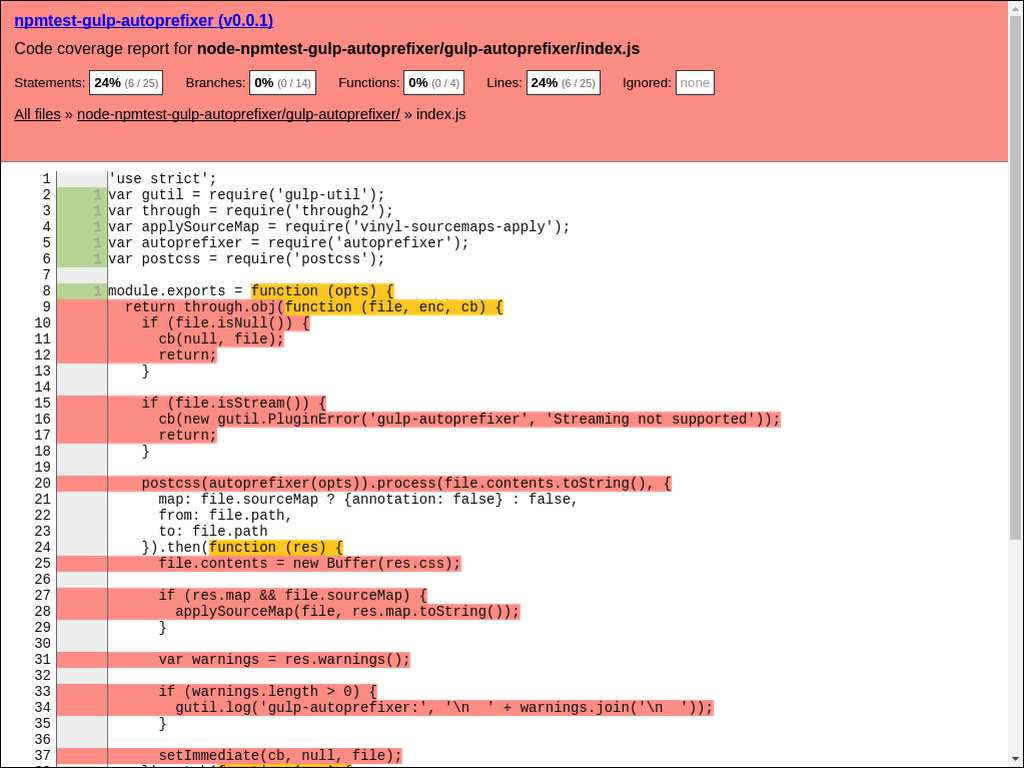 npmtest-gulp-autoprefixer (v0.0.1)
Code coverage report for node-npmtest-gulp-autoprefixer/gulp-autoprefixer/index.js
Statements: 24% (6 / 25) Branches: 0% (0 / 14) Functions: 0% (0 / 4) Lines: 24% (6 / 25) Ignored: none
All files » node-npmtest-gulp-autoprefixer/gulp-autoprefixer/ » index.js
1 'use strict';
2 1 var gutil = require('gulp-util');
3 1 var through = require('through2');
4 1 var applySourceMap = require('vinyl-sourcemaps-apply');
5 1 var autoprefixer = require('autoprefixer');
6 1 var postcss = require('postcss');
7
8 1 module.exports = function (opts) {
9 return through.obj(function (file, enc, cb) {
10 if (file.isNull()) {
11 cb(null, file);
12 return;
13 }
14
15 if (file.isStream()) {
16 cb(new gutil.PluginError('gulp-autoprefixer', 'Streaming not supported'));
17 return;
18 }
19
20 postcss(autoprefixer(opts)).process(file.contents.toString(), {
21 map: file.sourceMap ? {annotation: false} : false,
22 from: file.path,
23 to: file.path
24 }).then(function (res) {
25 file.contents = new Buffer(res.css);
26
27 if (res.map && file.sourceMap) {
28 applySourceMap(file, res.map.toString());
29 }
30
31 var warnings = res.warnings();
32
33 if (warnings.length > 0) {
34 gutil.log('gulp-autoprefixer:', '\n  ' + warnings.join('\n  '));
35 }
36
37 setImmediate(cb, null, file);